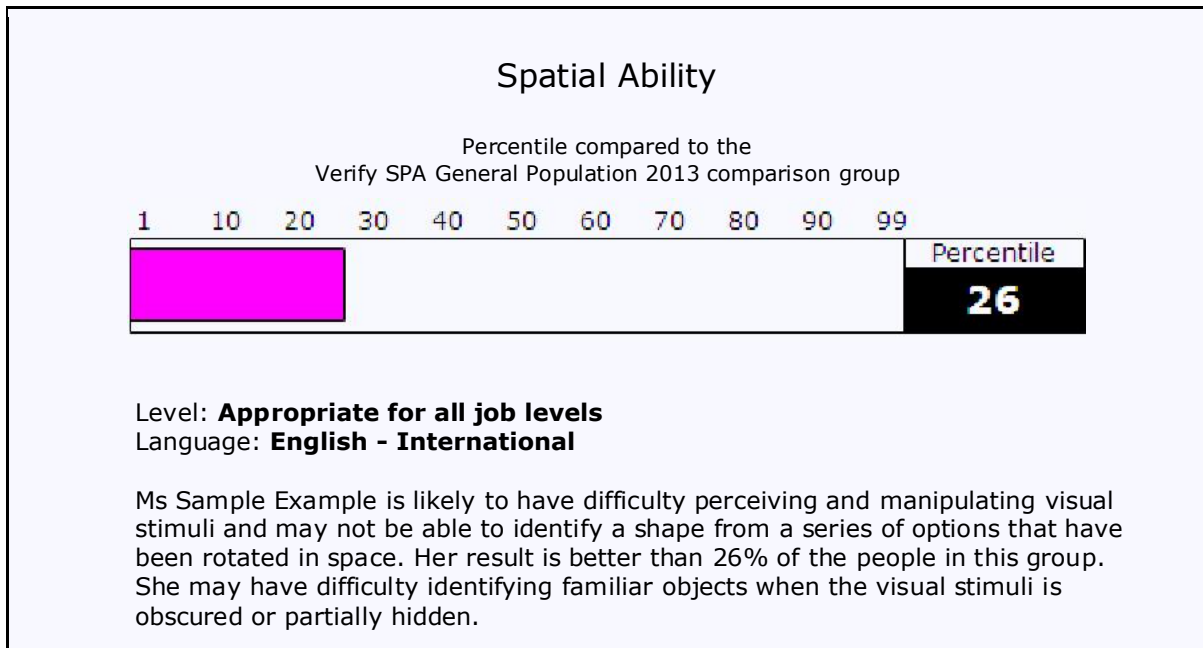 Spatial Ability
Percentile compared to the
Verify SPA General Population 2013 comparison group
1 10 20 30 40 50 60 70 80 90 99
Percentile
26
Level: Appropriate for all job levels
Language: English - International
Ms Sample Example is likely to have difficulty perceiving and manipulating visual
stimuli and may not be able to identify a shape from a series of options that have
been rotated in space. Her result is better than 26% of the people in this group.
She may have difficulty identifying familiar objects when the visual stimuli is
obscured or partially hidden.